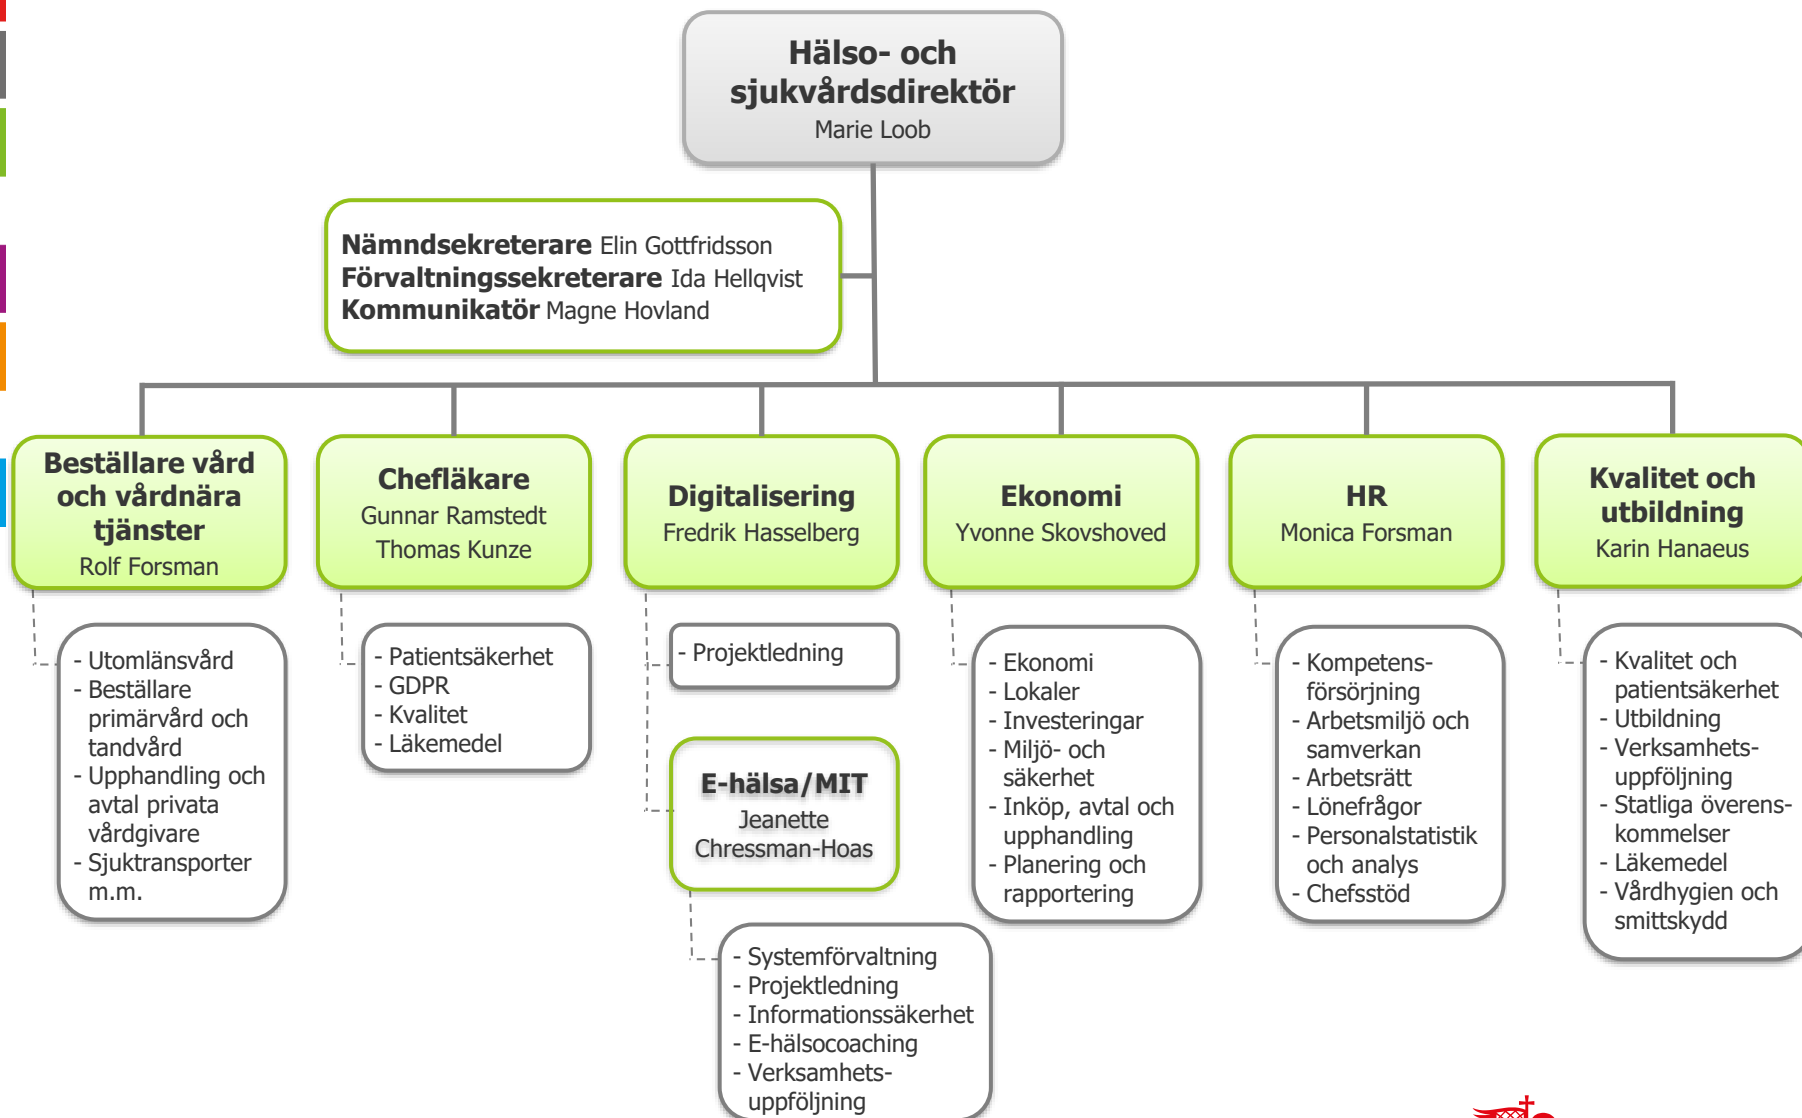 Hälso- och
sjukvårdsdirektör
Marie Loob
Nämndsekreterare Elin Gottfridsson
Förvaltningssekreterare Ida Hellqvist
Kommunikatör Magne Hovland
Beställare vård
och vårdnära
tjänster
Rolf Forsman
- Utomlänsvård
- Beställare
primärvård och
tandvård
- Upphandling och
avtal privata
vårdgivare
- Sjuktransporter
m.m.
Chefläkare
Gunnar Ramstedt
Thomas Kunze
- Patientsäkerhet
- GDPR
- Kvalitet
- Läkemedel
Digitalisering
Fredrik Hasselberg
- Projektledning
E-hälsa/MIT
Jeanette
Chressman-Hoas
- Systemförvaltning
- Projektledning
- Informationssäkerhet
- E-hälsocoaching
- Verksamhets-
uppföljning
Ekonomi
Yvonne Skovshoved
- Ekonomi
- Lokaler
- Investeringar
- Miljö- och
säkerhet
- Inköp, avtal och
upphandling
- Planering och
rapportering
HR
Monica Forsman
- Kompetens-
försörjning
- Arbetsmiljö och
samverkan
- Arbetsrätt
- Lönefrågor
- Personalstatistik
och analys
- Chefsstöd
Kvalitet och
utbildning
Karin Hanaeus
- Kvalitet och
patientsäkerhet
- Utbildning
- Verksamhets-
uppföljning
- Statliga överens-
kommelser
- Läkemedel
- Vårdhygien och
smittskydd